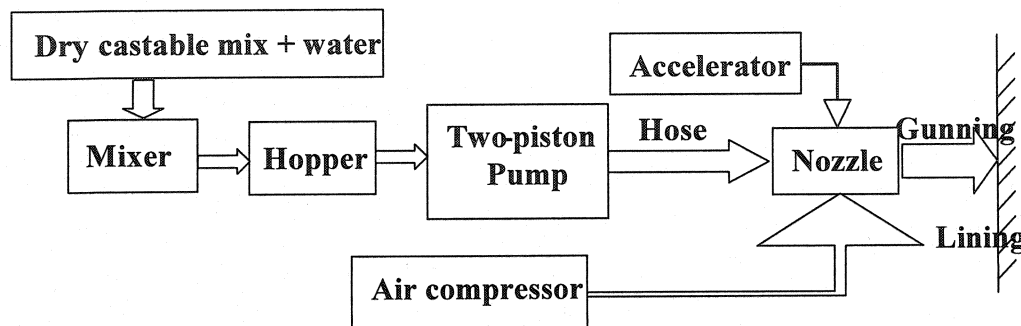 Dry castable mix + water
Accelerator
Mixer
Hopper
Two-piston
Pump
Hose
Nozzle
Gunning
Lining
Air compressor